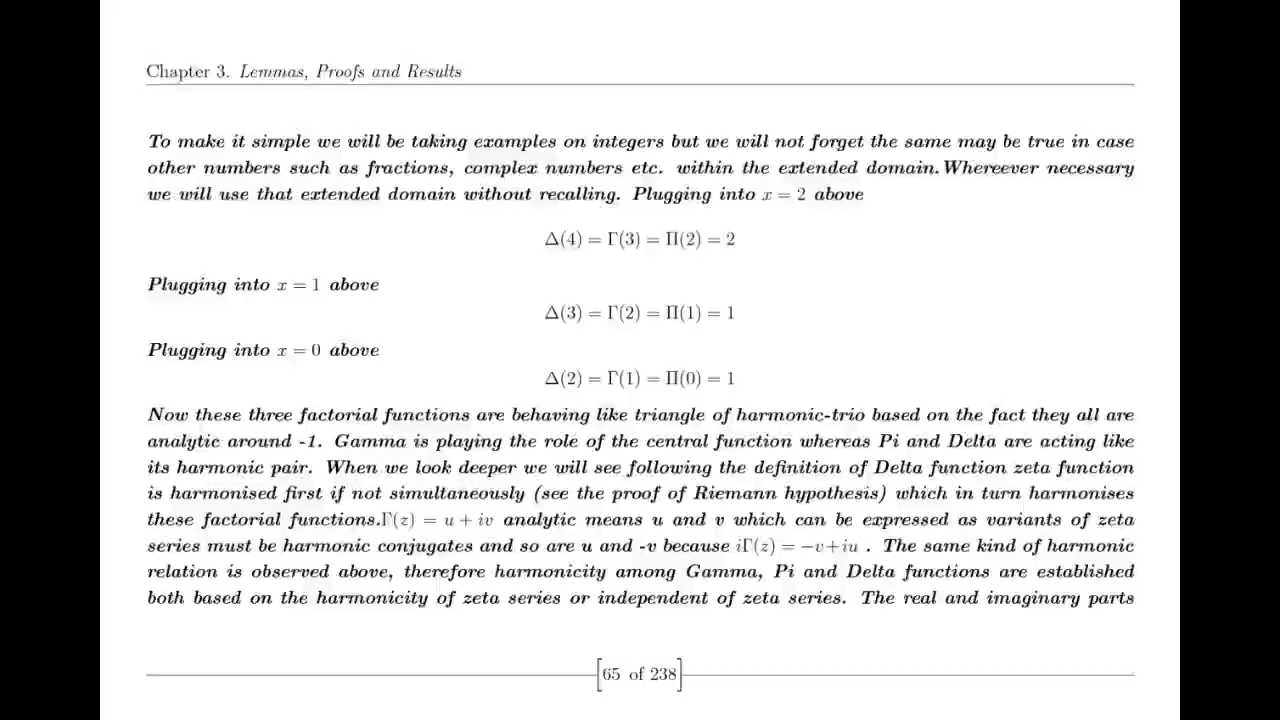 Chapter 3. Lemmas, Proofs and Results
To make it simple we will be taking examples on integers but we will not forget the same may be true in case
other numbers such as fractions, complex numbers etc. within the extended domain.Whereever necessary
we will use that extended domain without recalling. Plugging into x = 2 above
Δ(4) = Γ(3) = Π(2) = 2
Plugging into x = 1 above
Δ(3) = Γ(2) = Π(1) = 1
Plugging into x = 0 above
Δ(2) = Γ(1) = Π(0) = 1
Now these three factorial functions are behaving like triangle of harmonic-trio based on the fact they all are
analytic around -1. Gamma is playing the role of the central function whereas Pi and Delta are acting like
its harmonic pair. When we look deeper we will see following the definition of Delta function zeta function
is harmonised first if not simultaneously (see the proof of Riemann hypothesis) which in turn harmonises
these factorial functions.Γ(z) = u + iv analytic means u and v which can be expressed as variants of zeta
series must be harmonic conjugates and so are u and -v because iΓ(z) = −v+iu . The same kind of harmonic
relation is observed above, therefore harmonicity among Gamma, Pi and Delta functions are established
both based on the harmonicity of zeta series or independent of zeta series. The real and imaginary parts
[65 of 238]